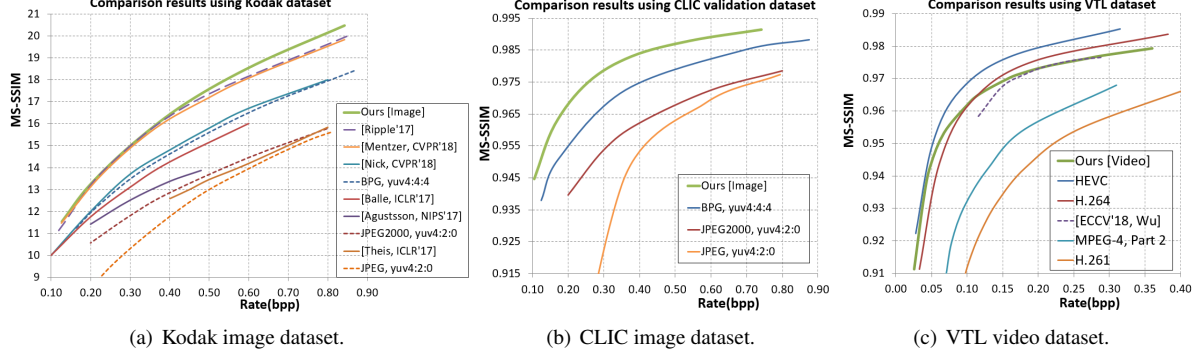 Comparison results using Kodak dataset
MS-SSIM
21
20
19
18
17
16
15
14
13
12
11
10
9
0.10 0.20 0.30 0.40 0.50 0.60 0.70 0.80 0.90
Rate(bpp)
Ours [Image]
[Ripple'17]
[Mentzer, CVPR'18]
[Nick, CVPR'18]
BPG, yuv4:4:4
[Balle, ICLR'17]
[Agustsson, NIPS'17]
JPEG2000, yuv4:2:0
[Theis, ICLR'17]
JPEG, yuv4:2:0
(a) Kodak image dataset.
Comparison results using CLIC validation dataset
MS-SSIM
0.995
0.985
0.975
0.965
0.955
0.945
0.935
0.925
0.915
0.10 0.20 0.30 0.40 0.50 0.60 0.70 0.80 0.90
Rate(bpp)
Ours [Image]
BPG, yuv4:4:4
JPEG2000, yuv4:2:0
JPEG, yuv4:2:0
(b) CLIC image dataset.
Comparison results using VTL dataset
MS-SSIM
0.99
0.98
0.97
0.96
0.95
0.94
0.93
0.92
0.91
0.00 0.05 0.10 0.15 0.20 0.25 0.30 0.35 0.40
Rate(bpp)
Ours [Video]
HEVC
H.264
[ECCV'18, Wu]
MPEG-4, Part 2
H.261
(c) VTL video dataset.